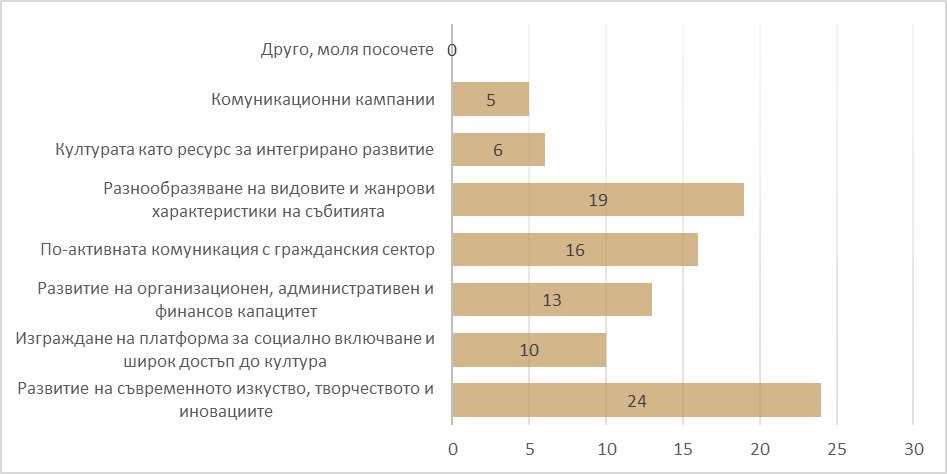 Друго, моля посочете
0
Комуникационни кампании
5
Културата като ресурс за интегрирано развитие
6
Разнообразяване на видовите и жанрови
характеристики на събитията
19
По-активната комуникация с гражданския сектор
16
Развитие на организационен, административен и
финансов капацитет
13
Изграждане на платформа за социално включване и
широк достъп до култура
10
Развитие на съвременното изкуство, творчеството и
иновациите
24
0 5 10 15 20 25 30